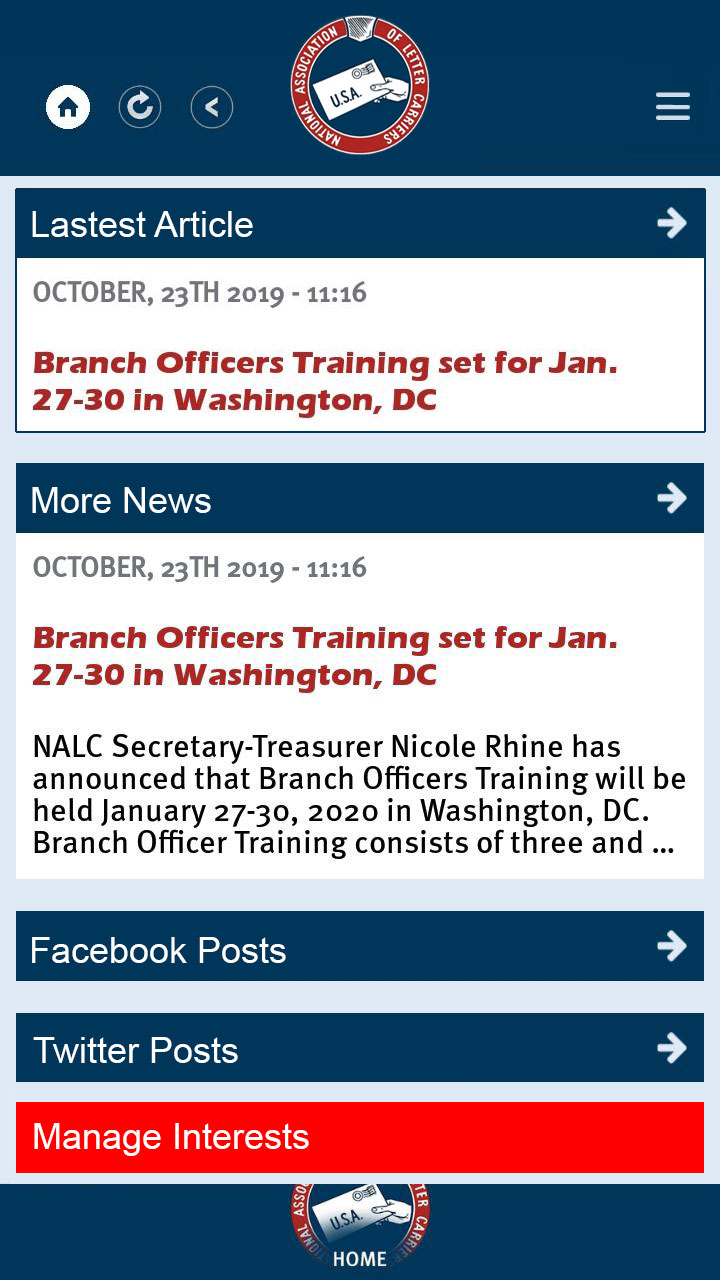 NATIONAL ASSOCIATION OF LETTER CARRIERS
U.S.A.
Lastest Article
OCTOBER, 23TH 2019 - 11:16
Branch Officers Training set for Jan.
27-30 in Washington, DC
More News
OCTOBER, 23TH 2019 - 11:16
Branch Officers Training set for Jan.
27-30 in Washington, DC
NALC Secretary-Treasurer Nicole Rhine has
announced that Branch Officers Training will be
held January 27-30, 2020 in Washington, DC.
Branch Officer Training consists of three and ...
Facebook Posts
Twitter Posts
Manage Interests
U.S.A.
HOME